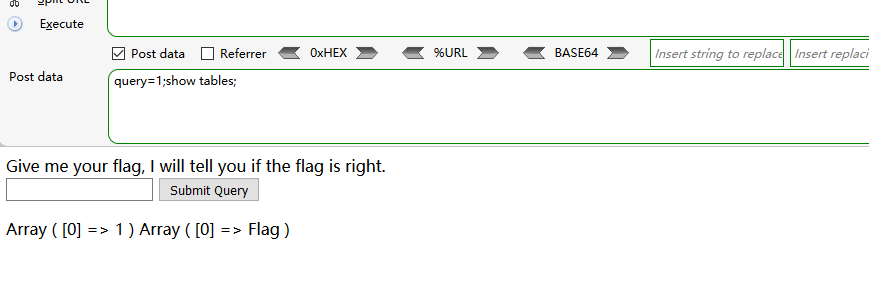 Split URL
Execute
Post data Referrer 0xHEX %URL BASE64 Insert string to replace Insert replaci
Post data
query=1;show tables;
Give me your flag, I will tell you if the flag is right.
Submit Query
Array ( [0] => 1 ) Array ( [0] => Flag )